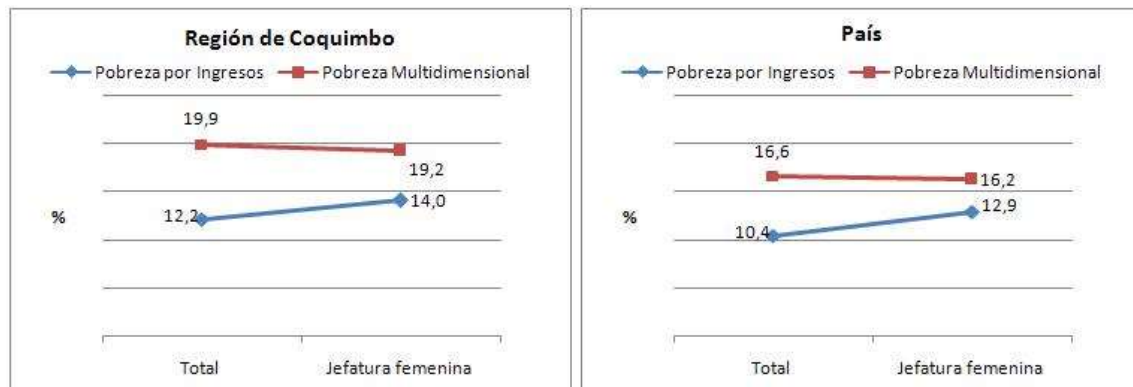 Región de Coquimbo
Pobreza por Ingresos Pobreza Multidimensional
19,9
19,2
12,2
14,0
%
Total Jefatura femenina
País
Pobreza por Ingresos Pobreza Multidimensional
16,6
16,2
10,4
12,9
%
Total Jefatura femenina